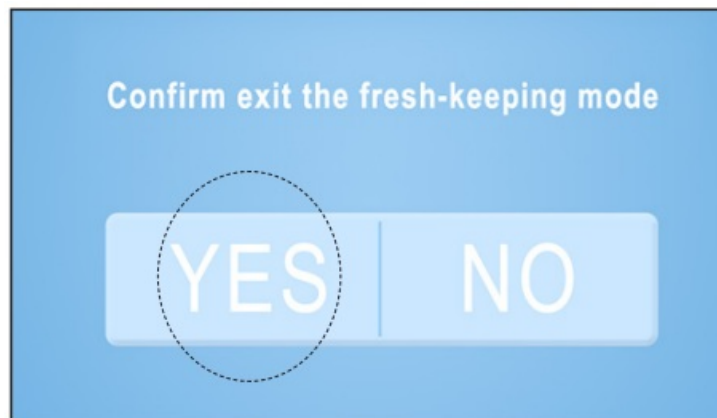 Confirm exit the fresh-keeping mode
YES NO